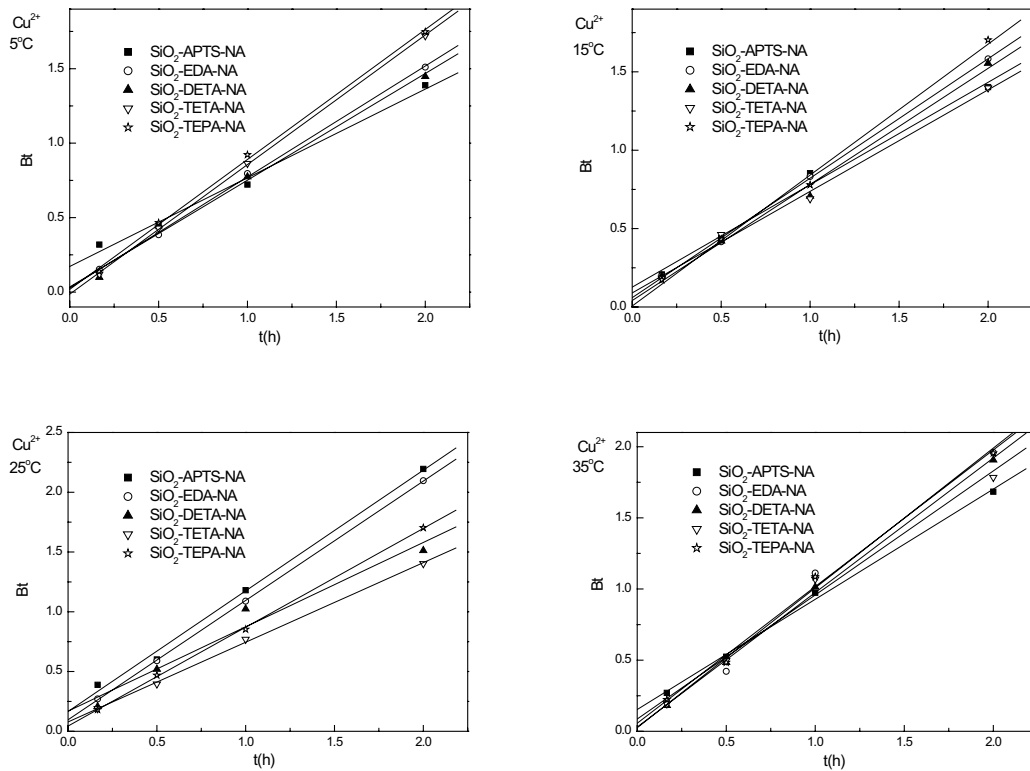 Cu²⁺
5°C
SiO₂-APTS-NA
SiO₂-EDA-NA
SiO₂-DETA-NA
SiO₂-TETA-NA
SiO₂-TEPA-NA
1.5
1.0
0.5
0.0
Bt
0.0 0.5 1.0 1.5 2.0
t(h)
Cu²⁺
15°C
SiO₂-APTS-NA
SiO₂-EDA-NA
SiO₂-DETA-NA
SiO₂-TETA-NA
SiO₂-TEPA-NA
1.5
1.0
0.5
0.0
Bt
0.0 0.5 1.0 1.5 2.0
t(h)
Cu²⁺
25°C
SiO₂-APTS-NA
SiO₂-EDA-NA
SiO₂-DETA-NA
SiO₂-TETA-NA
SiO₂-TEPA-NA
2.5
2.0
1.5
1.0
0.5
0.0
Bt
0.0 0.5 1.0 1.5 2.0
t(h)
Cu²⁺
35°C
SiO₂-APTS-NA
SiO₂-EDA-NA
SiO₂-DETA-NA
SiO₂-TETA-NA
SiO₂-TEPA-NA
2.0
1.5
1.0
0.5
0.0
Bt
0.0 0.5 1.0 1.5 2.0
t(h)